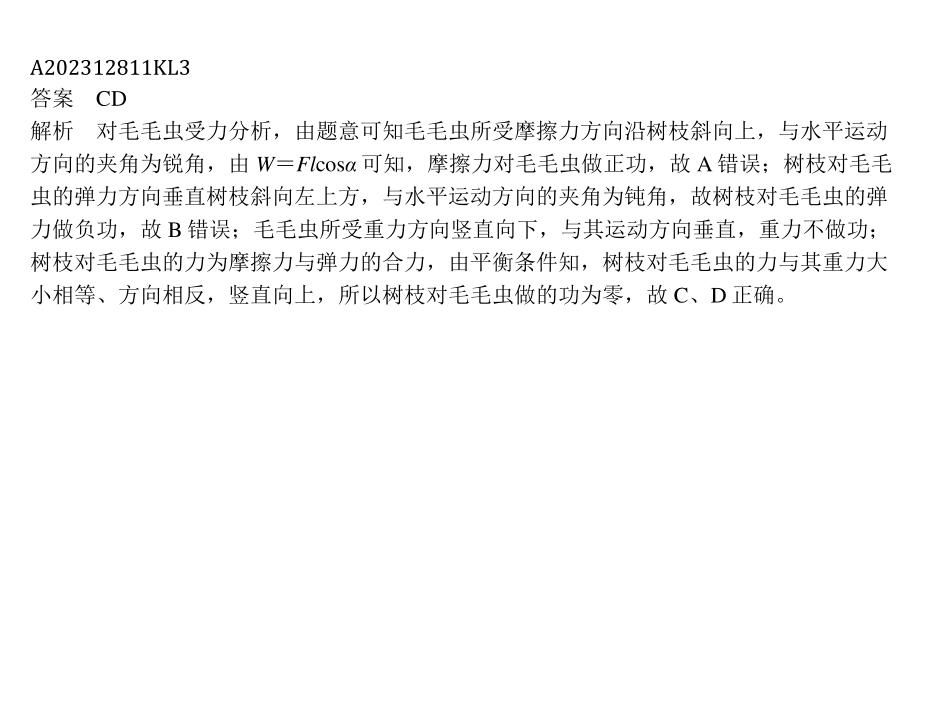 A202312811KL3
答案　CD
解析　对毛毛虫受力分析，由题意可知毛毛虫所受摩擦力方向沿树枝斜向上，与水平运动
方向的夹角为锐角，由 W＝Flcosα 可知，摩擦力对毛毛虫做正功，故 A 错误；树枝对毛毛
虫的弹力方向垂直树枝斜向左上方，与水平运动方向的夹角为钝角，故树枝对毛毛虫的弹
力做负功，故 B 错误；毛毛虫所受重力方向竖直向下，与其运动方向垂直，重力不做功；
树枝对毛毛虫的力为摩擦力与弹力的合力，由平衡条件知，树枝对毛毛虫的力与其重力大
小相等、方向相反，竖直向上，所以树枝对毛毛虫做的功为零，故 C、D 正确。